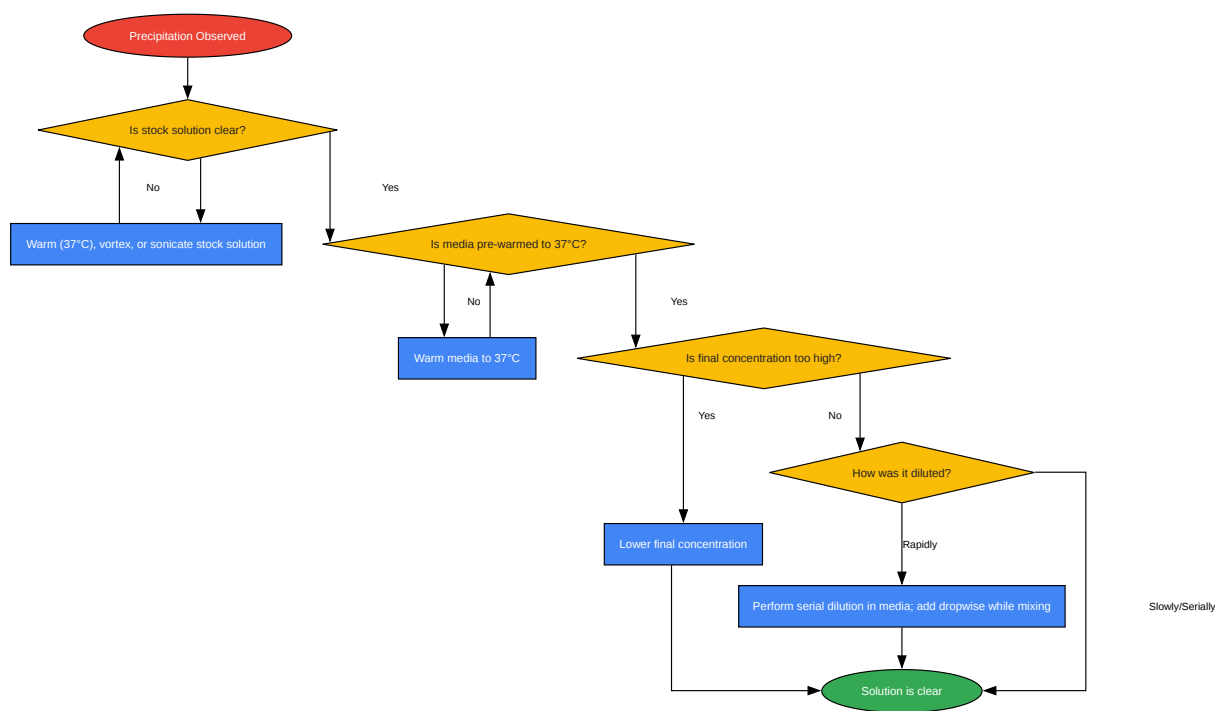 Precipitation Observed
Is stock solution clear?
No
Yes
Warm (37°C), vortex, or sonicate stock solution
Is media pre-warmed to 37°C?
No
Yes
Warm media to 37°C
Is final concentration too high?
Yes
No
How was it diluted?
Lower final concentration
Rapidly
Perform serial dilution in media; add dropwise while mixing
Slowly/Serially
Solution is clear